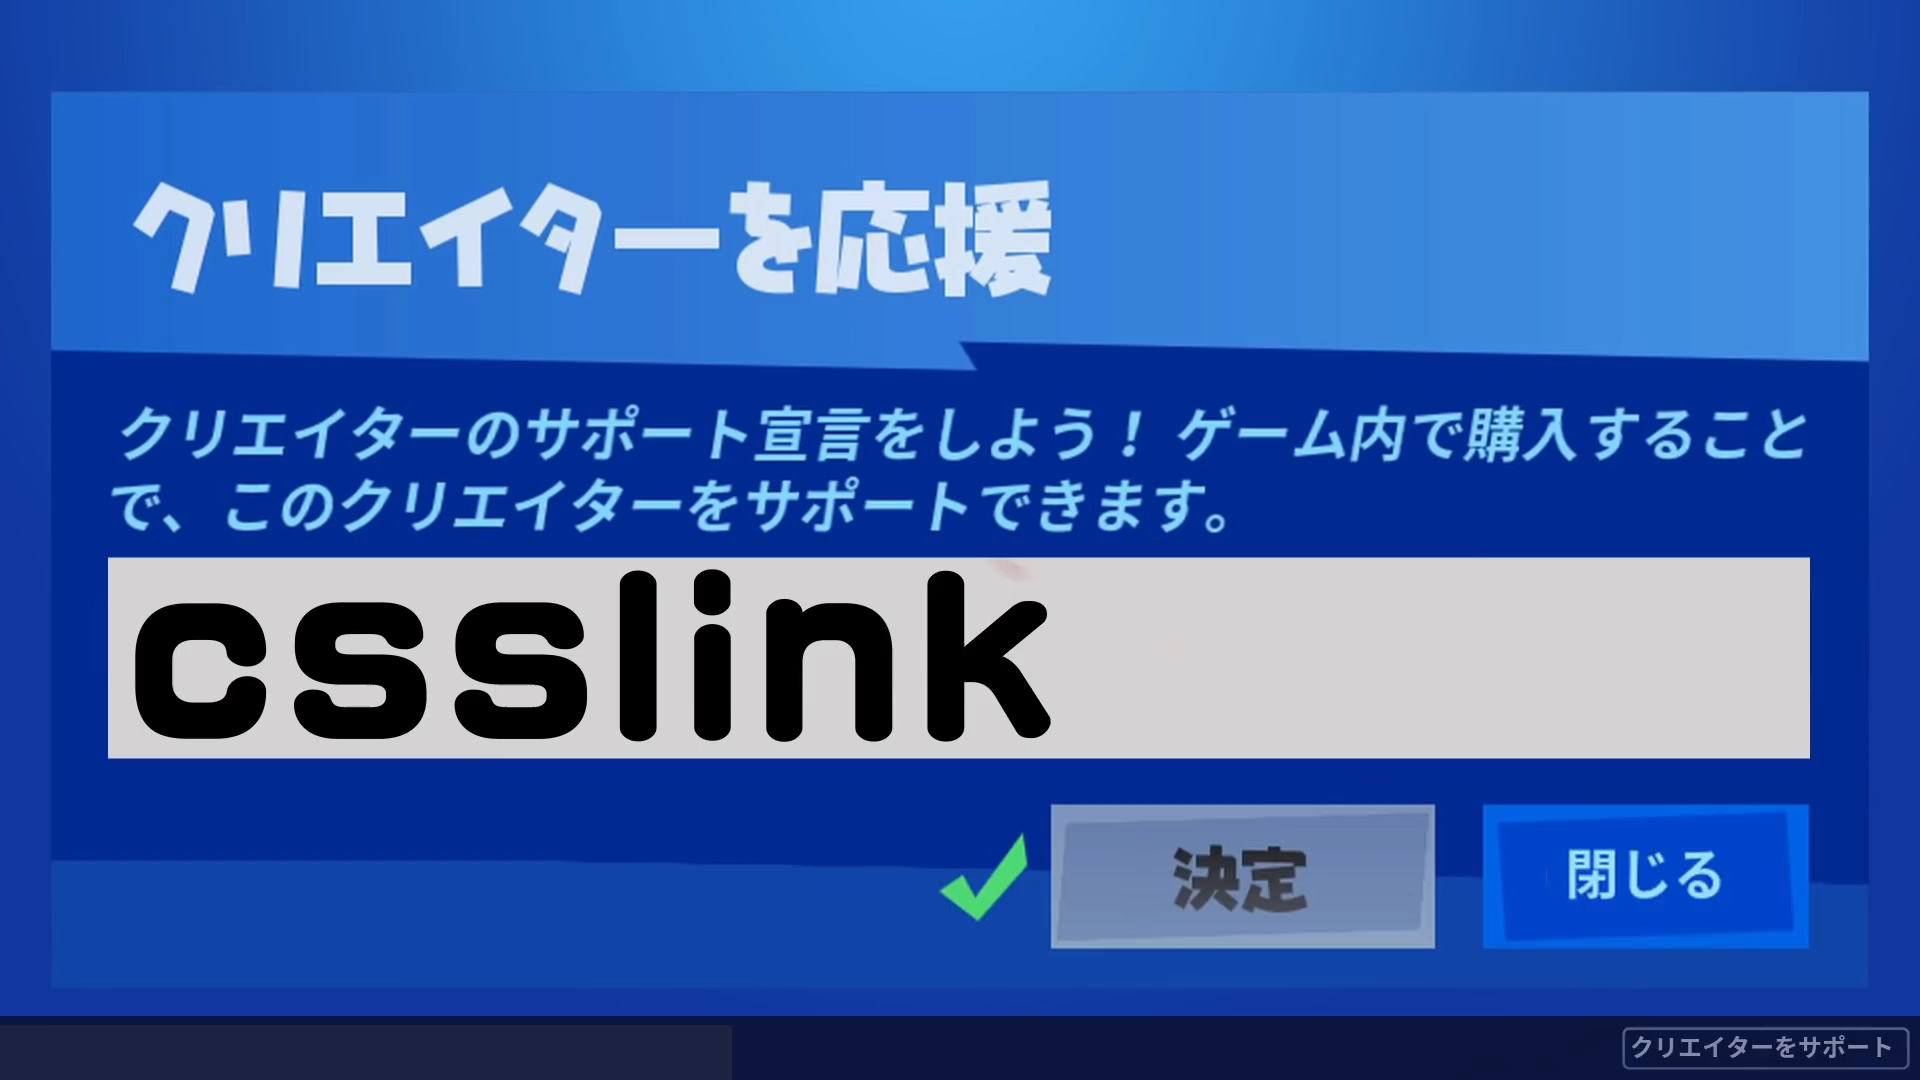 クリエイターを応援
クリエイターのサポート宣言をしよう！ ゲーム内で購入すること
で、このクリエイターをサポートできます。
csslink
決定
閉じる
クリエイターをサポート